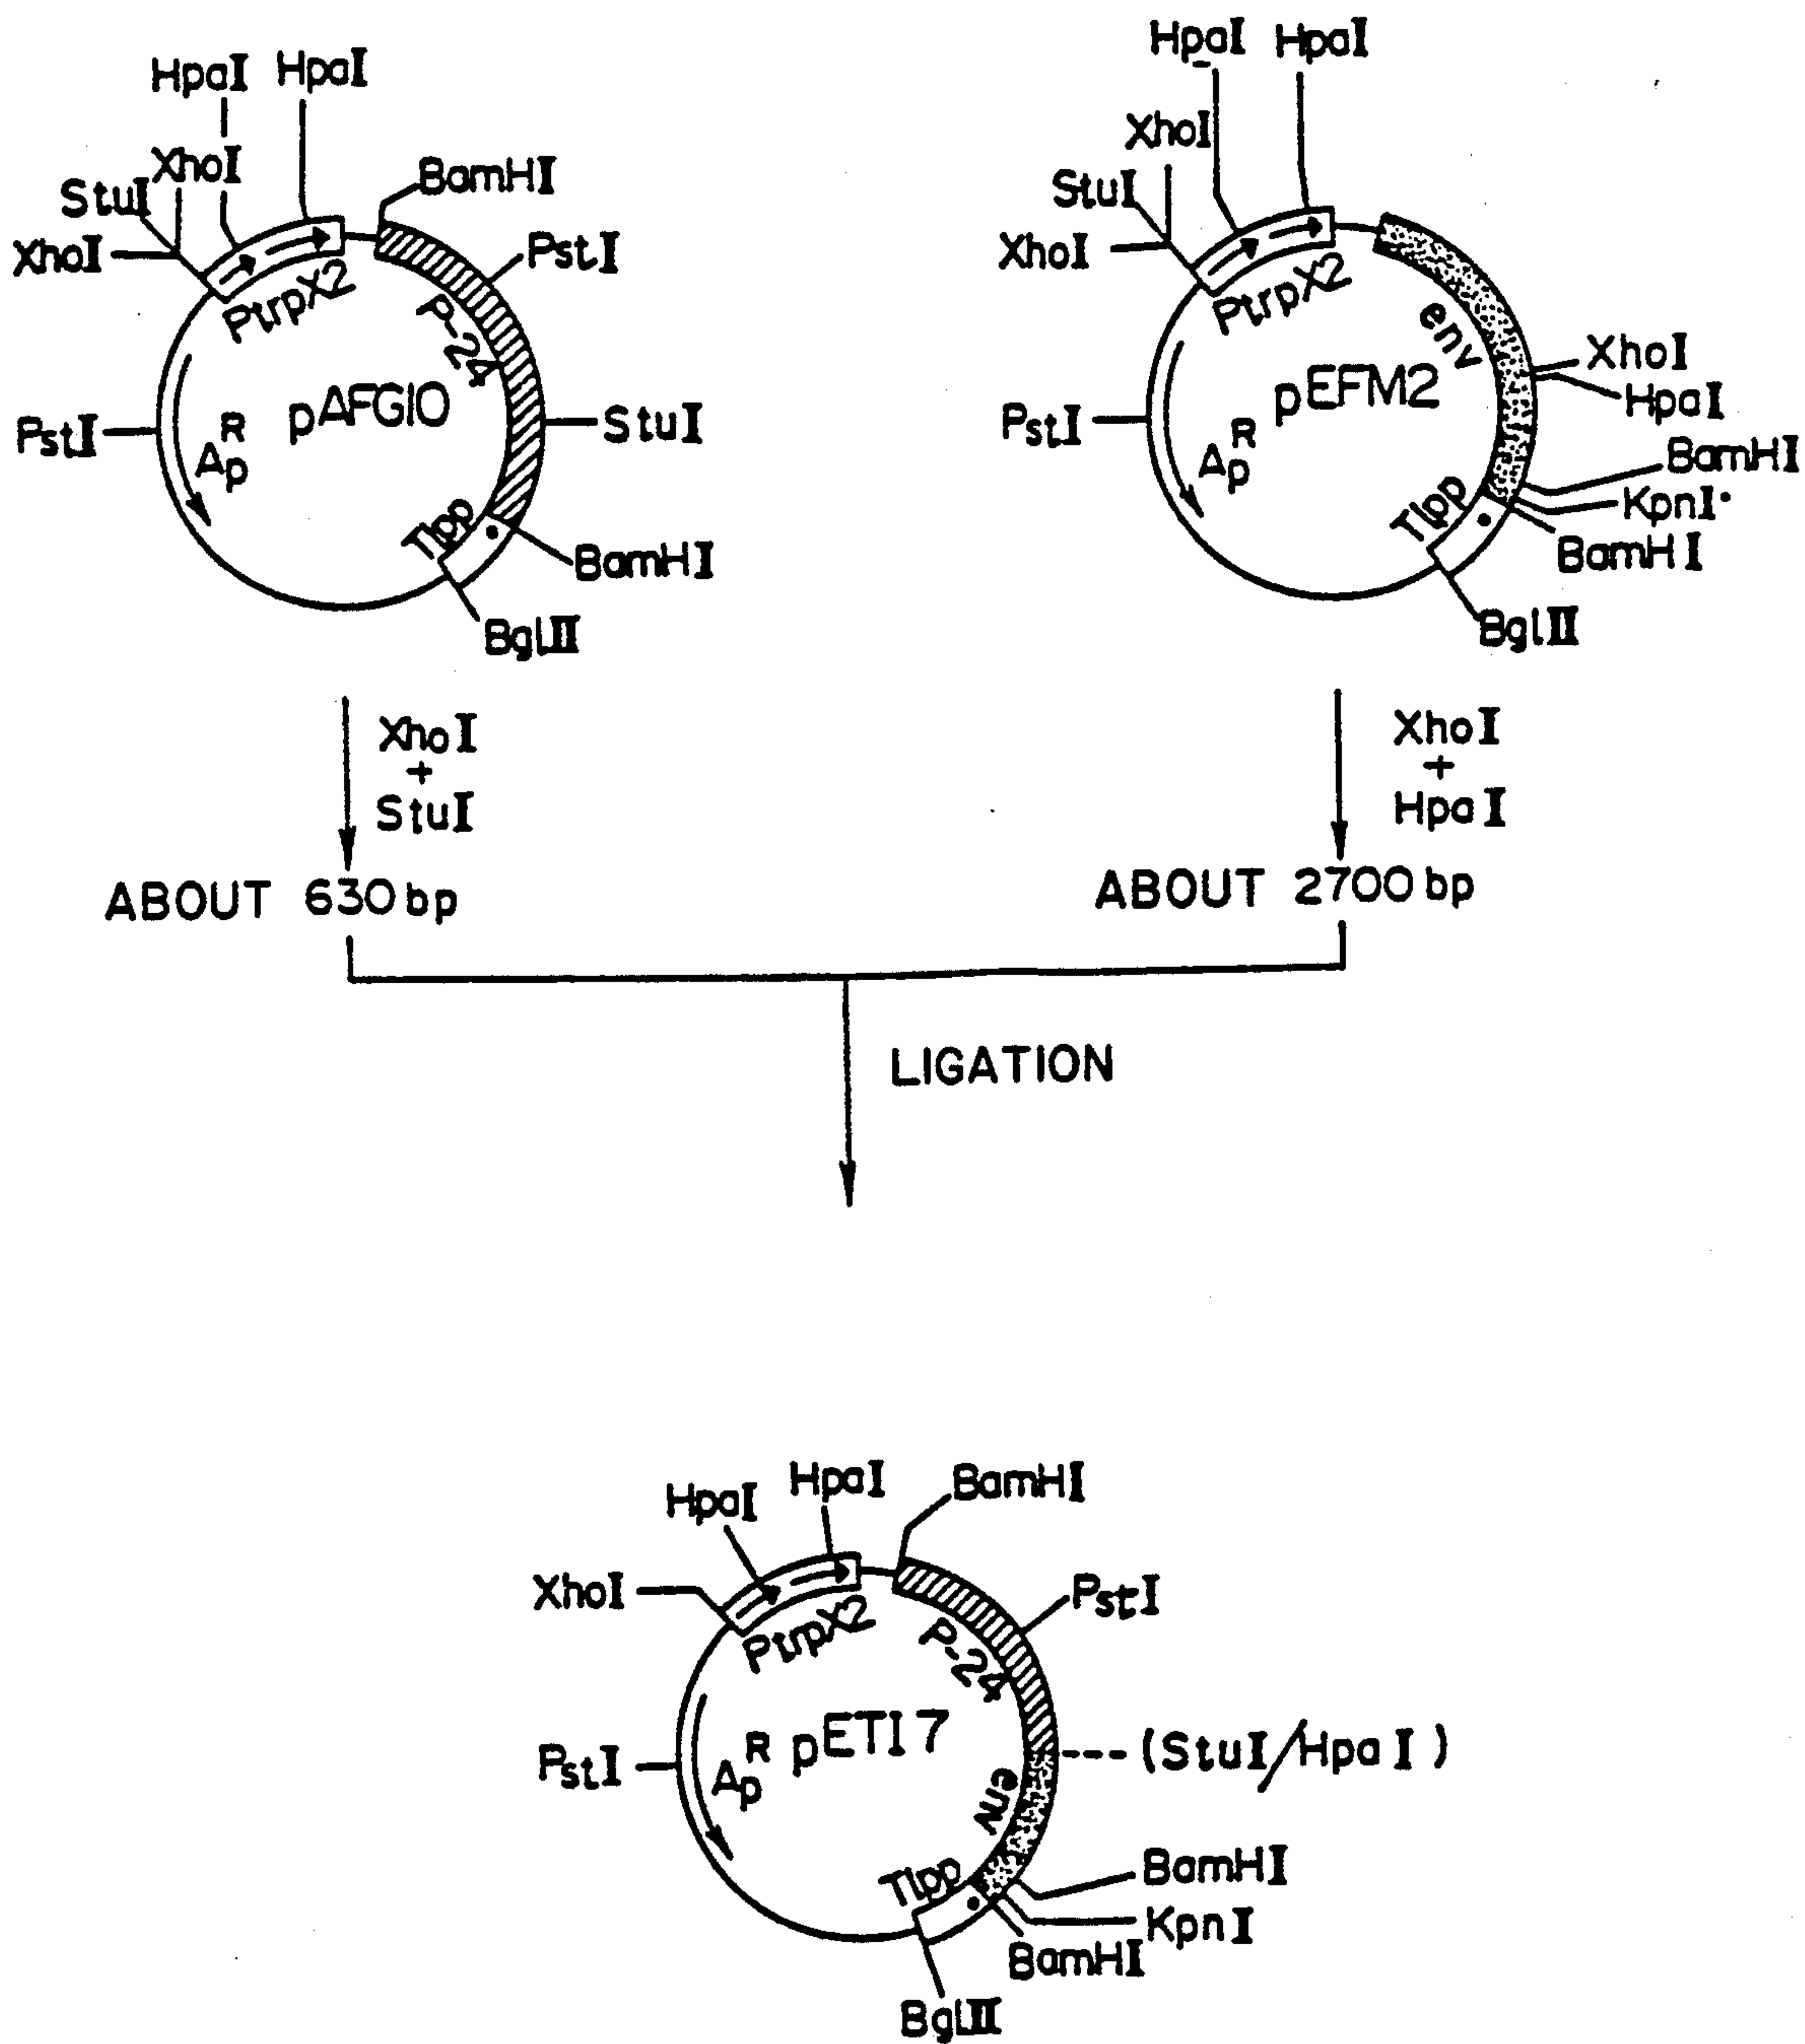 HpaI HpaI
XhoI
StuI
XhoI
BamHI
PstI
PtrpX2
P-24
pAFG10
PstI
Ap R
StuI
Tlpp
BamHI
BglII
HpaI HpaI
XhoI
StuI
XhoI
PtrpX2
env
XhoI
HpaI
pEFM2
PstI
Ap R
BamHI
KpnI
Tlpp
BamHI
BglII
XhoI
+
StuI
XhoI
+
HpaI
ABOUT 630 bp
ABOUT 2700 bp
LIGATION
HpaI
HpaI
BamHI
XhoI
PstI
PtrpX2
P-24
PstI
Ap R
pETI7
(StuI/HpaI)
env
Tlpp
BamHI
KpnI
BamHI
BglII